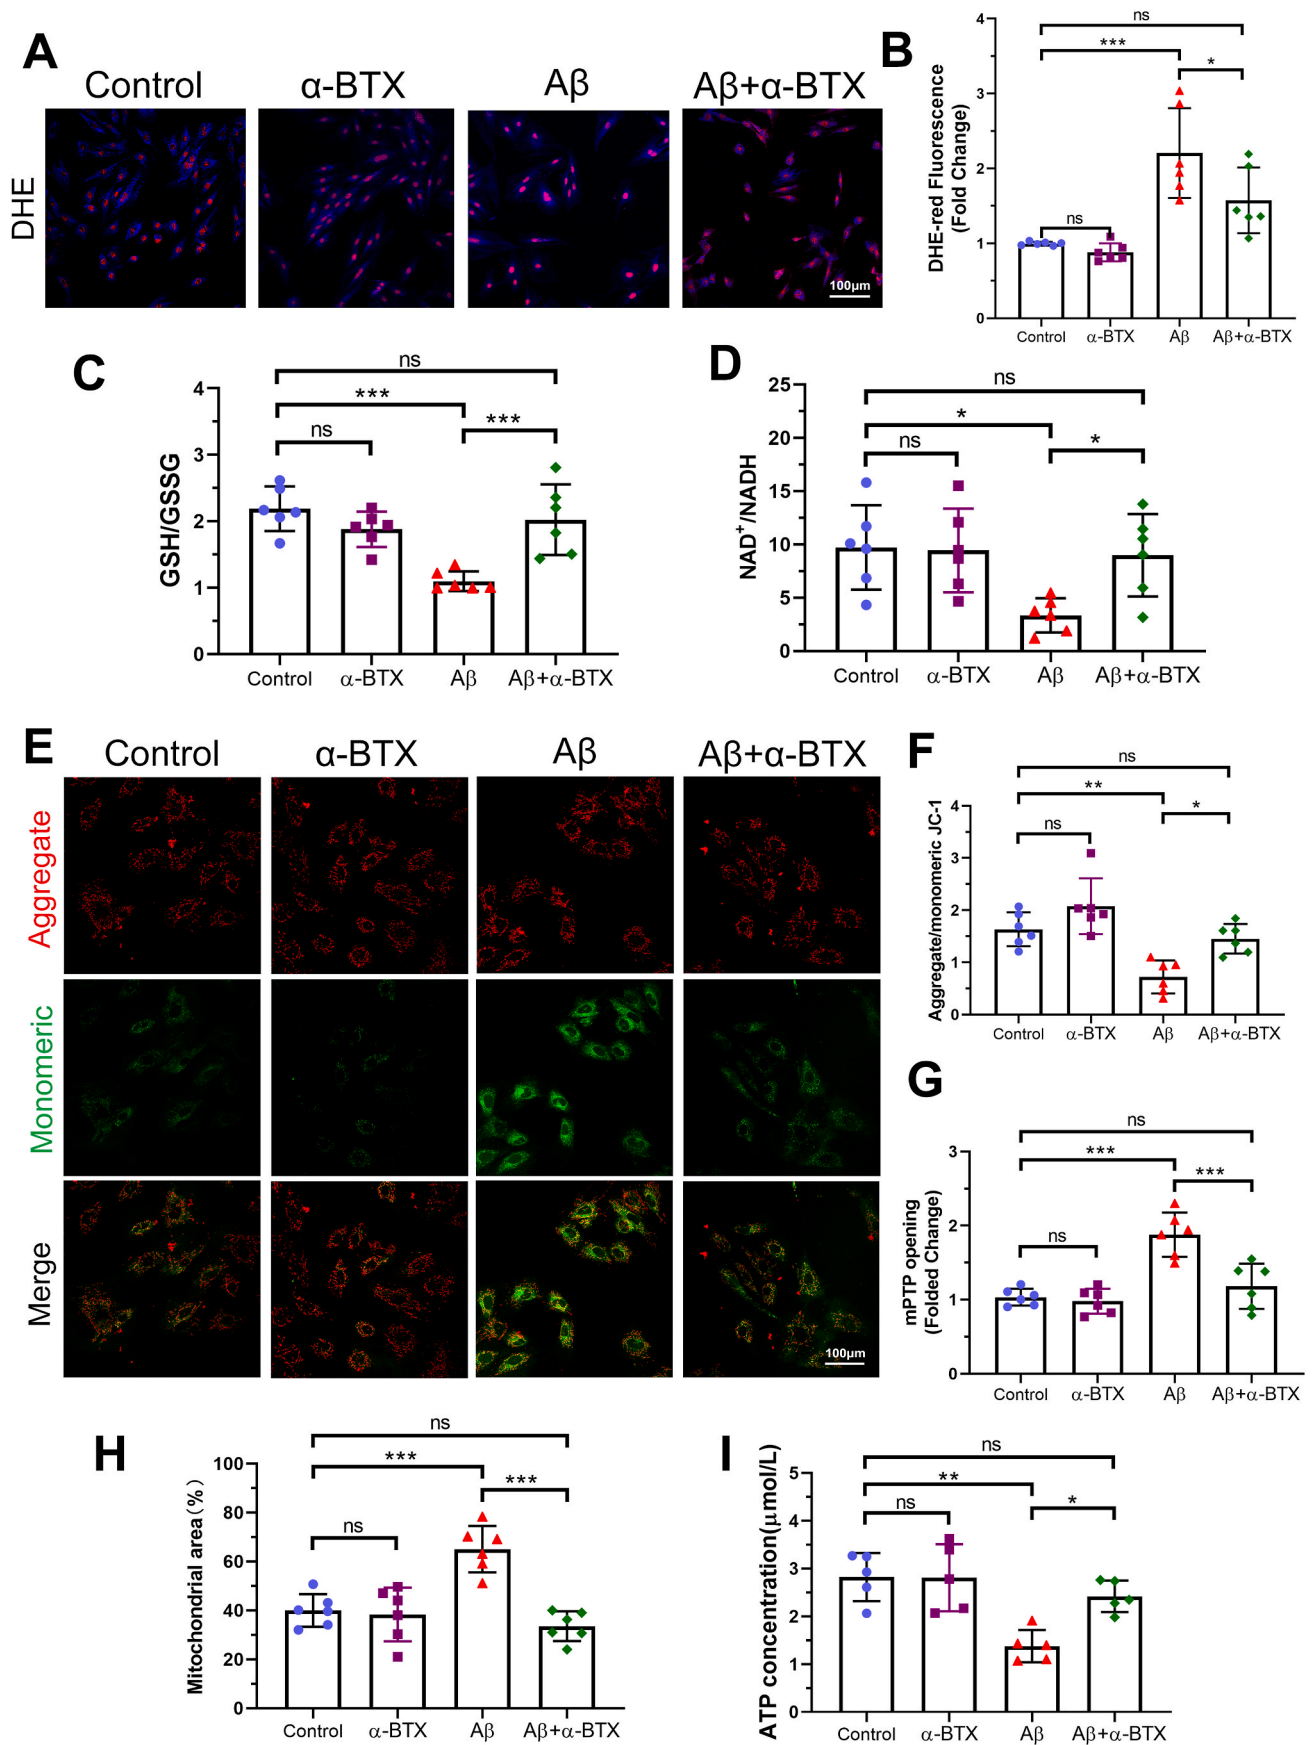 A
Control α-BTX Aβ Aβ+α-BTX
DHE
100μm
B
ns
***
*
ns
DHE-red Fluorescence
(Fold Change)
4
3
2
1
0
Control α-BTX Aβ Aβ+α-BTX
C
ns
***
***
ns
GSH/GSSG
4
3
2
1
0
Control α-BTX Aβ Aβ+α-BTX
D
ns
*
*
ns
NAD+/NADH
25
20
15
10
5
0
Control α-BTX Aβ Aβ+α-BTX
E
Control α-BTX Aβ Aβ+α-BTX
Aggregate
Monomeric
Merge
100μm
F
ns
**
*
ns
Aggregate/monomeric JC-1
4
3
2
1
0
Control α-BTX Aβ Aβ+α-BTX
G
ns
***
***
ns
mPTP opening
(Folded Change)
3
2
1
0
Control α-BTX Aβ Aβ+α-BTX
H
ns
***
***
ns
Mitochondrial area(%)
100
80
60
40
20
0
Control α-BTX Aβ Aβ+α-BTX
I
ns
**
*
ns
ATP concentration(μmol/L)
5
4
3
2
1
0
Control α-BTX Aβ Aβ+α-BTX